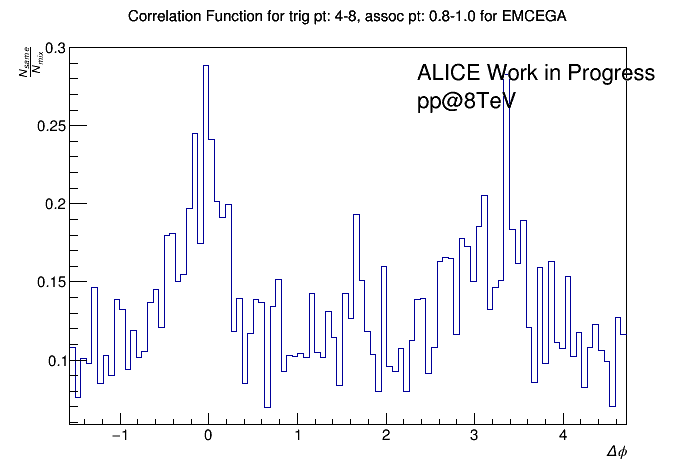 Correlation Function for trig pt: 4-8, assoc pt: 0.8-1.0 for EMCEGA
N_same
N_mix
ALICE Work in Progress
pp@8TeV
0.3
0.25
0.2
0.15
0.1
−1 0 1 2 3 4
Δϕ